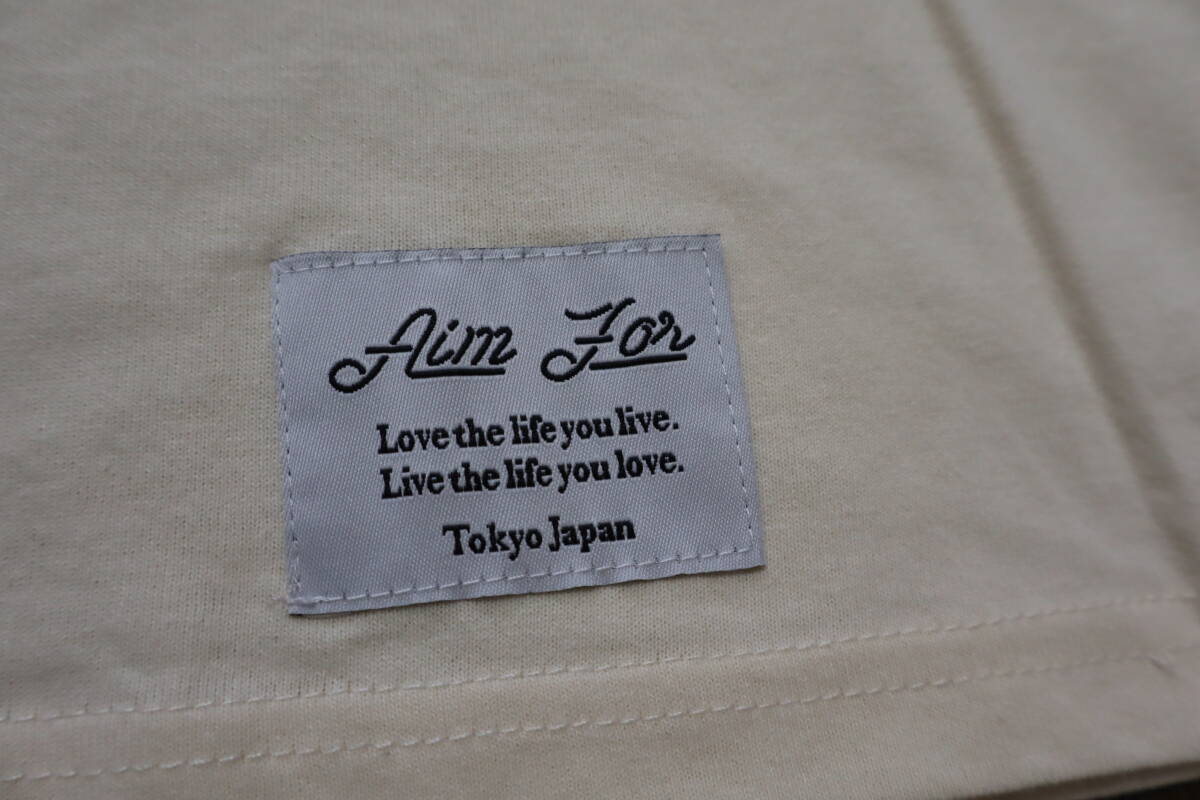 Aim For
Love the life you live.
Live the life you love.
Tokyo Japan